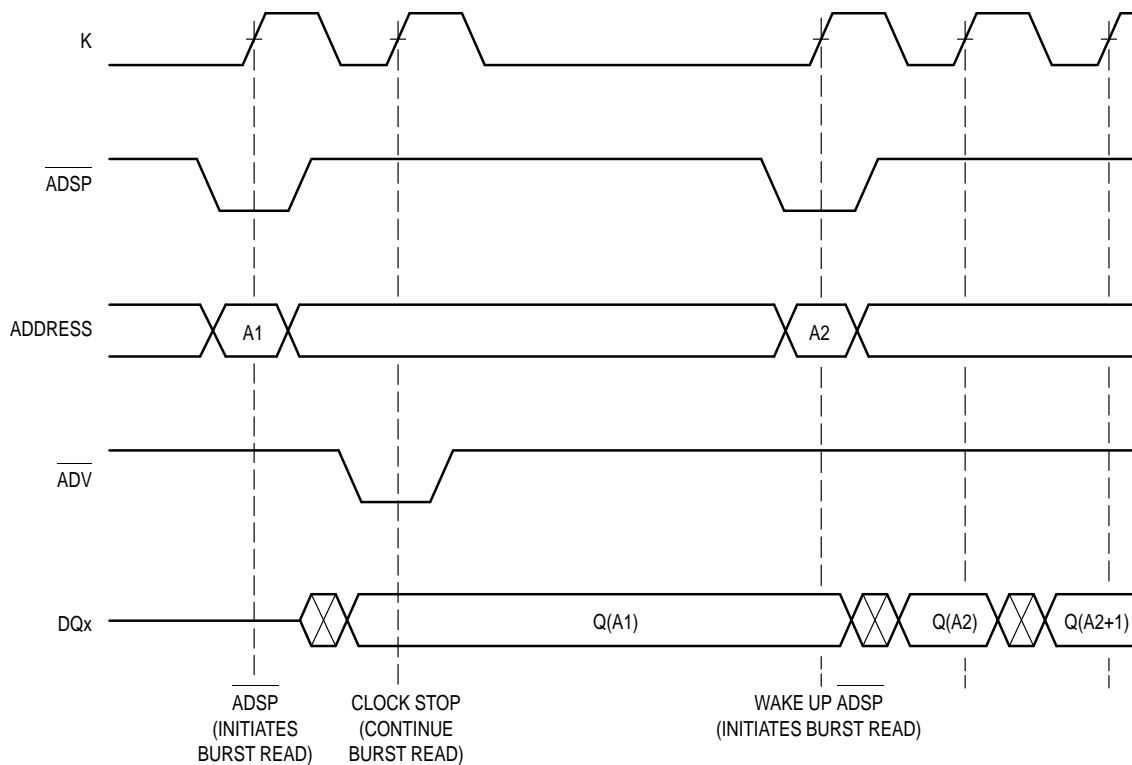 K
ADSP
ADDRESS
A1
A2
ADV
DQx
Q(A1)
Q(A2)
Q(A2+1)
ADSP
(INITIATES
BURST READ)
CLOCK STOP
(CONTINUE
BURST READ)
WAKE UP ADSP
(INITIATES BURST READ)